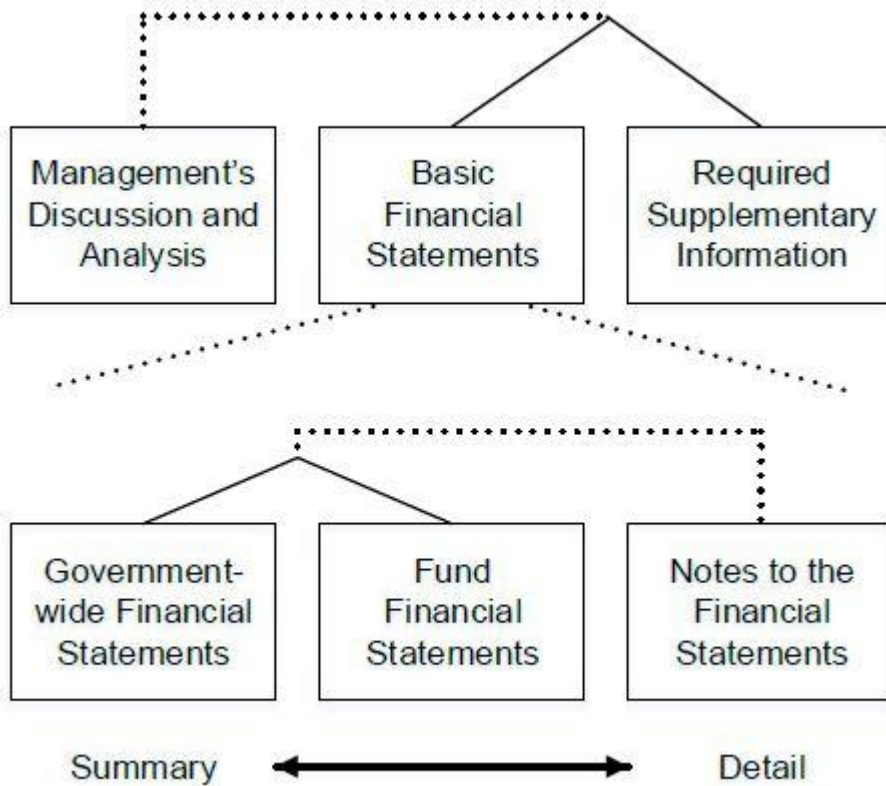 Management's
Discussion and
Analysis
Basic
Financial
Statements
Required
Supplementary
Information
Government-
wide Financial
Statements
Fund
Financial
Statements
Notes to the
Financial
Statements
Summary
Detail